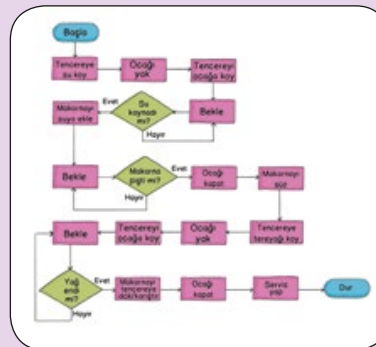 Başla
Tencereye
su koy
Ocağı
yak
Tencereyi
ocağa koy
Bekle
Su
kaynadı
mı?
Evet
Hayır
Makarnayı
suya ekle
Bekle
Makarna
pişti mi?
Evet
Hayır
Ocağı
kapat
Makarnayı
süz
Tencereye
tereyağı koy
Ocağı
yak
Tencereyi
ocağa koy
Bekle
Yağ
eridi
mi?
Evet
Hayır
Makarnayı
tencereye
dök/karıştır
Ocağı
kapat
Servis
yap
Dur